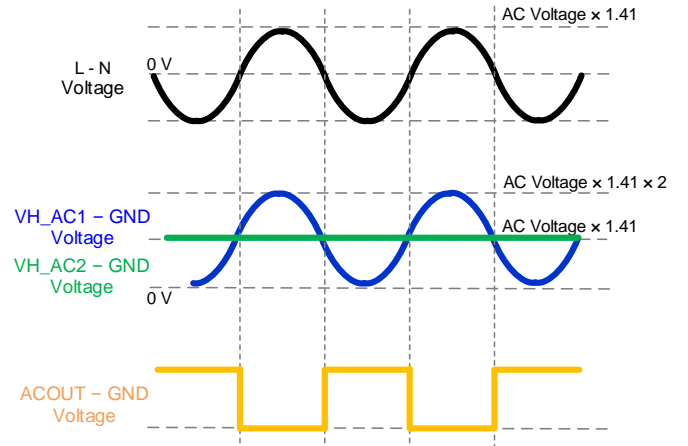 AC Voltage × 1.41
0 V
L - N
Voltage
AC Voltage × 1.41 × 2
VH_AC1 − GND
Voltage
AC Voltage × 1.41
VH_AC2 − GND
Voltage
0 V
ACOUT − GND
Voltage